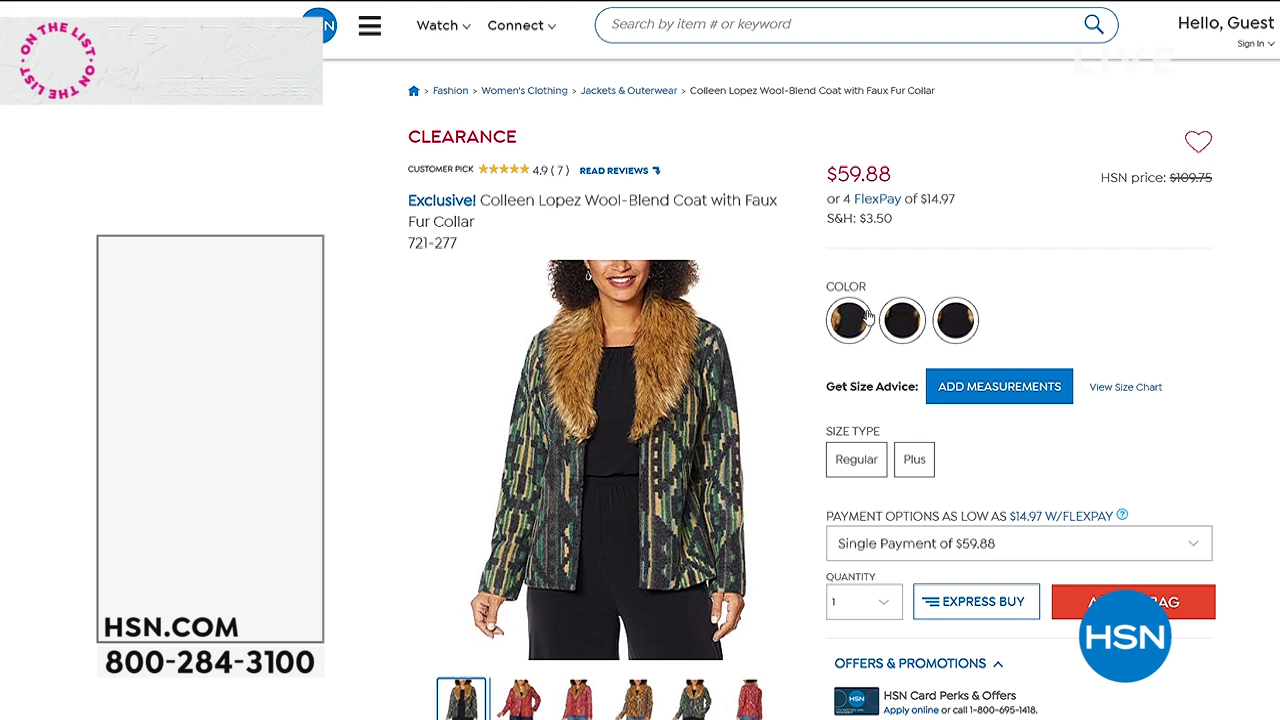 ON THE LIST • ON THE LIST •
Watch
Connect
Search by item # or keyword
Hello, Guest
Sign In
LIVE
> Fashion > Women's Clothing > Jackets & Outerwear > Colleen Lopez Wool-Blend Coat with Faux Fur Collar
CLEARANCE
CUSTOMER PICK 4.9 ( 7 ) READ REVIEWS
Exclusive! Colleen Lopez Wool-Blend Coat with Faux
Fur Collar
721-277
$59.88
HSN price: $109.75
or 4 FlexPay of $14.97
S&H: $3.50
COLOR
Get Size Advice: ADD MEASUREMENTS View Size Chart
SIZE TYPE
Regular Plus
PAYMENT OPTIONS AS LOW AS $14.97 W/FLEXPAY ?
Single Payment of $59.88
QUANTITY
1
EXPRESS BUY
HSN
OFFERS & PROMOTIONS
HSN
HSN Card Perks & Offers
Apply online or call 1-800-695-1418.
HSN.COM
800-284-3100